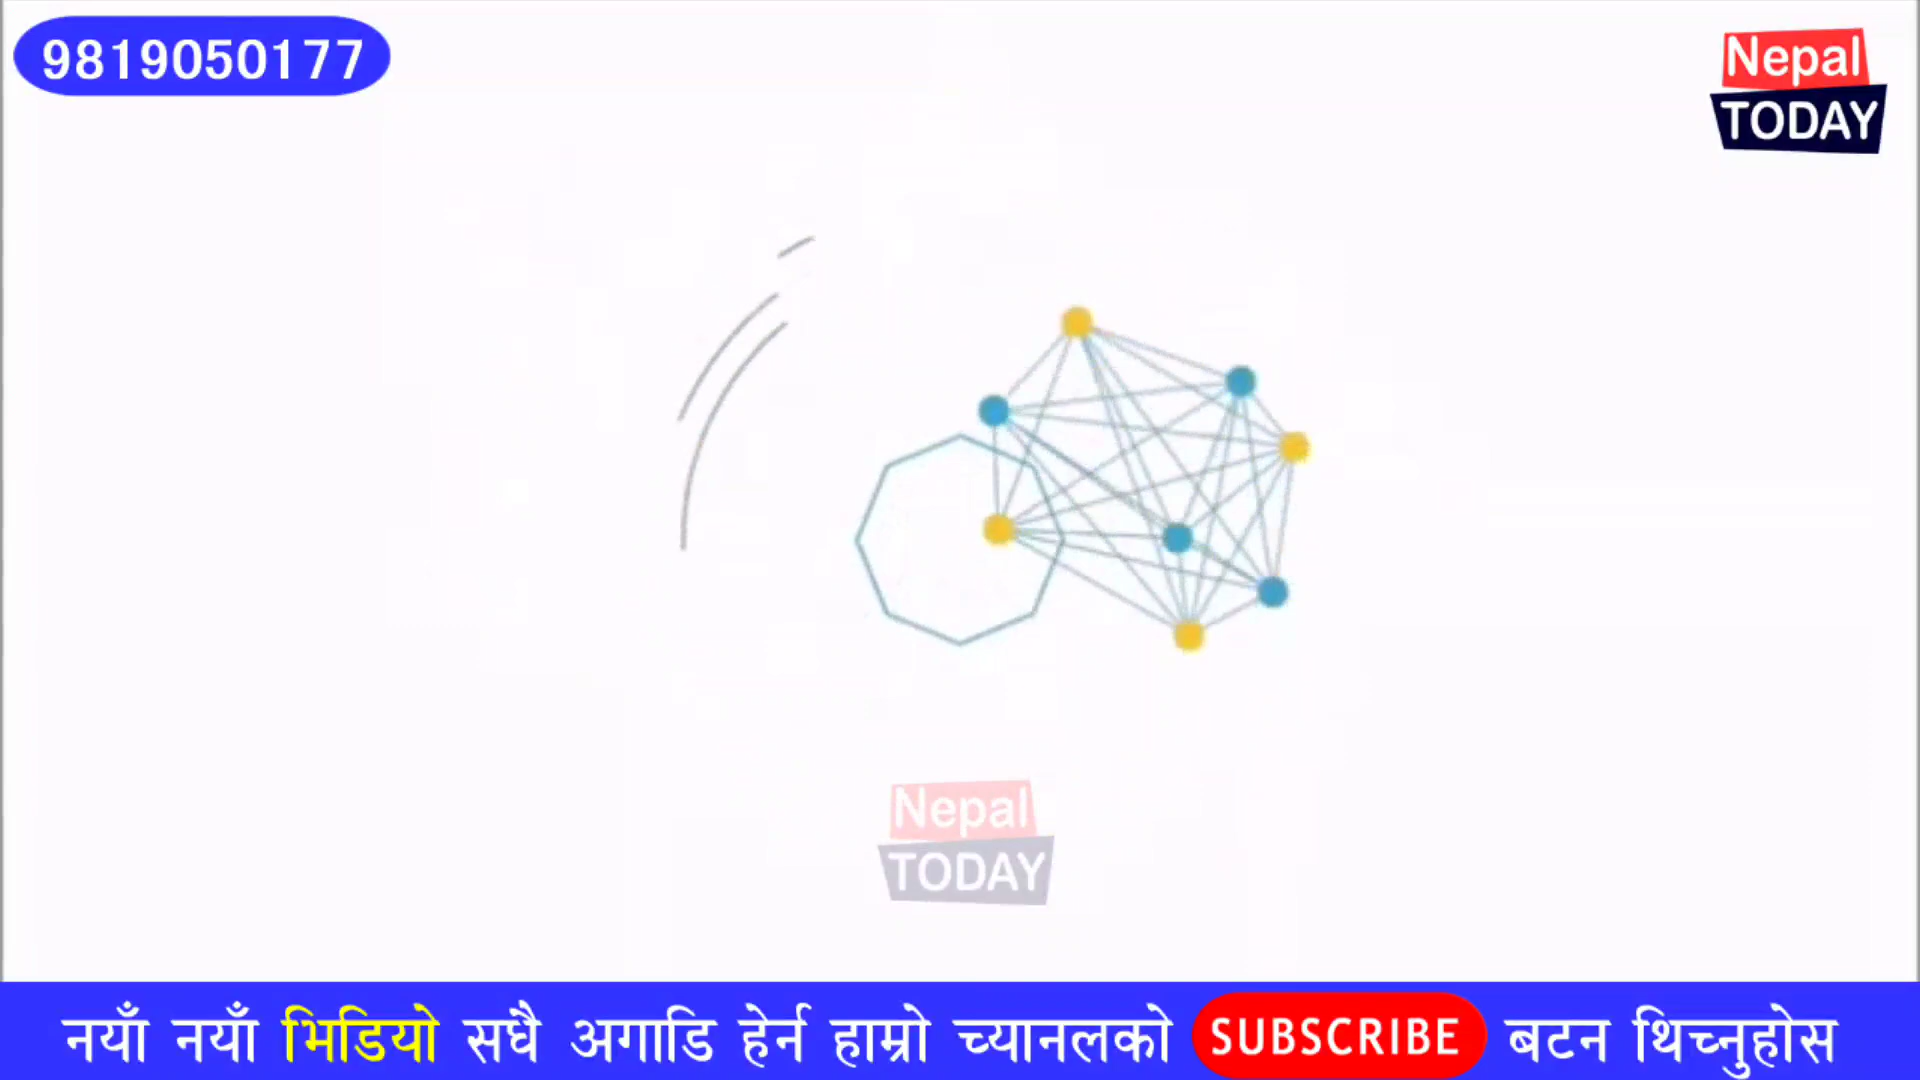 9819050177
Nepal
TODAY
Nepal
TODAY
नयाँ नयाँ भिडियो सधै अगाडि हेर्न हाम्रो च्यानलको SUBSCRIBE बटन थिच्नुहोस